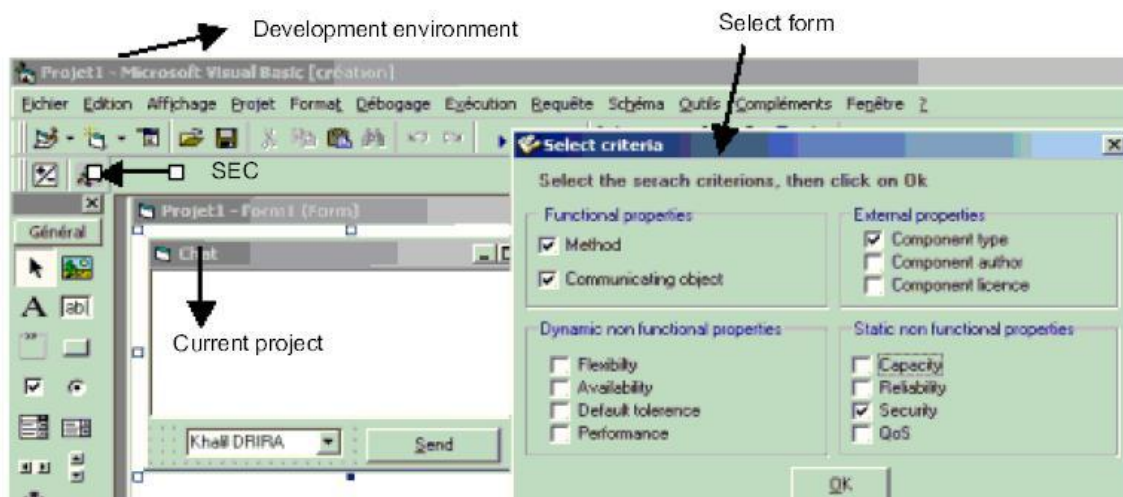 Development environment
Select form
Projet1 - Microsoft Visual Basic [création]
Fichier Edition Affichage Projet Format Débogage Exécution Requête Schéma Outils Compléments Fenêtre ?
SEC
Select criteria
Select the serach criterions, then click on Ok
Projet1 - Form1 (Form)
Général
Chat
A
ab
Current project
Khalil DRIRA
Send
Functional properties
Method
Communicating object
External properties
Component type
Component author
Component licence
Dynamic non functional properties
Flexibilty
Availability
Default tolerence
Performance
Static non functional properties
Capacity
Reliability
Security
QoS
OK